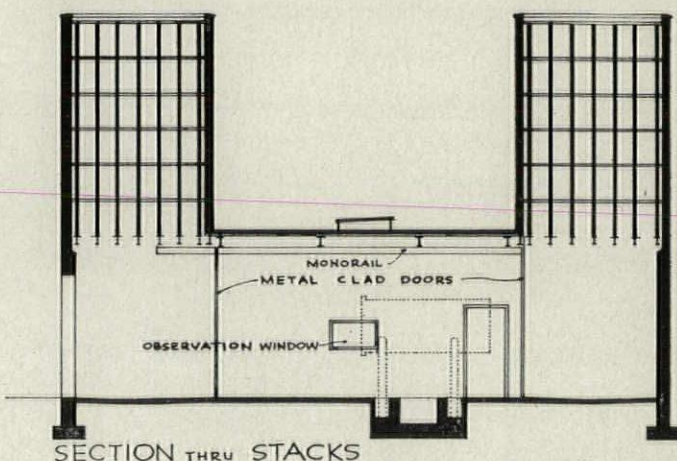 MONORAIL
METAL CLAD DOORS
OBSERVATION WINDOW
SECTION THRU STACKS